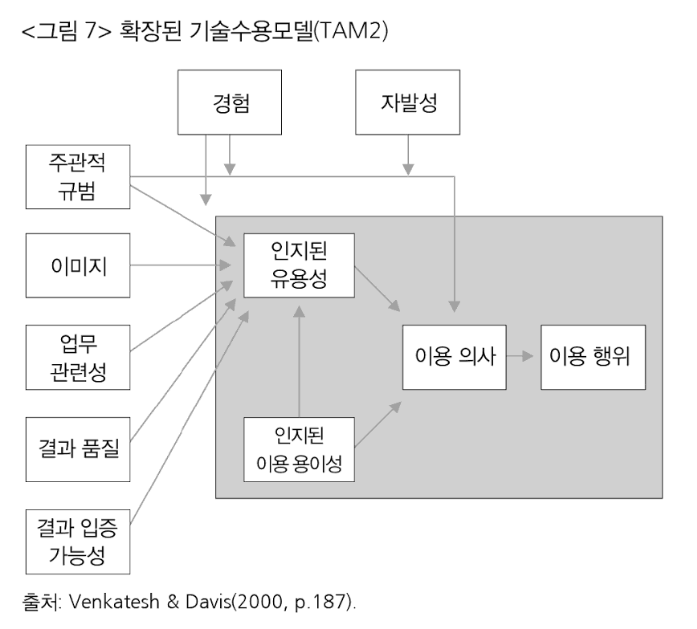 <그림 7> 확장된 기술수용모델(TAM2)
경험
자발성
주관적
규범
이미지
업무
관련성
결과 품질
결과 입증
가능성
인지된
유용성
인지된
이용 용이성
이용 의사
이용 행위
출처: Venkatesh & Davis(2000, p.187).